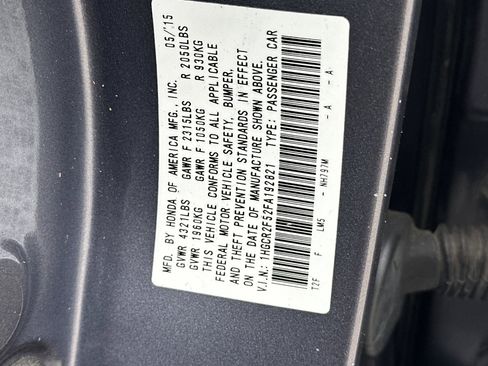 MFD. BY HONDA OF AMERICA MFG., INC. 05/'15
GVWR 4321LBS GAWR F 2315LBS R 2050LBS
GVWR 1960KG GAWR F 1050KG R 930KG
THIS VEHICLE CONFORMS TO ALL APPLICABLE
FEDERAL MOTOR VEHICLE SAFETY, BUMPER,
AND THEFT PREVENTION STANDARDS IN EFFECT
ON THE DATE OF MANUFACTURE SHOWN ABOVE.
V.I.N.: 1HGCR2F52FA192821 TYPE: PASSENGER CAR
T2F F LM5 NH797M - A - A